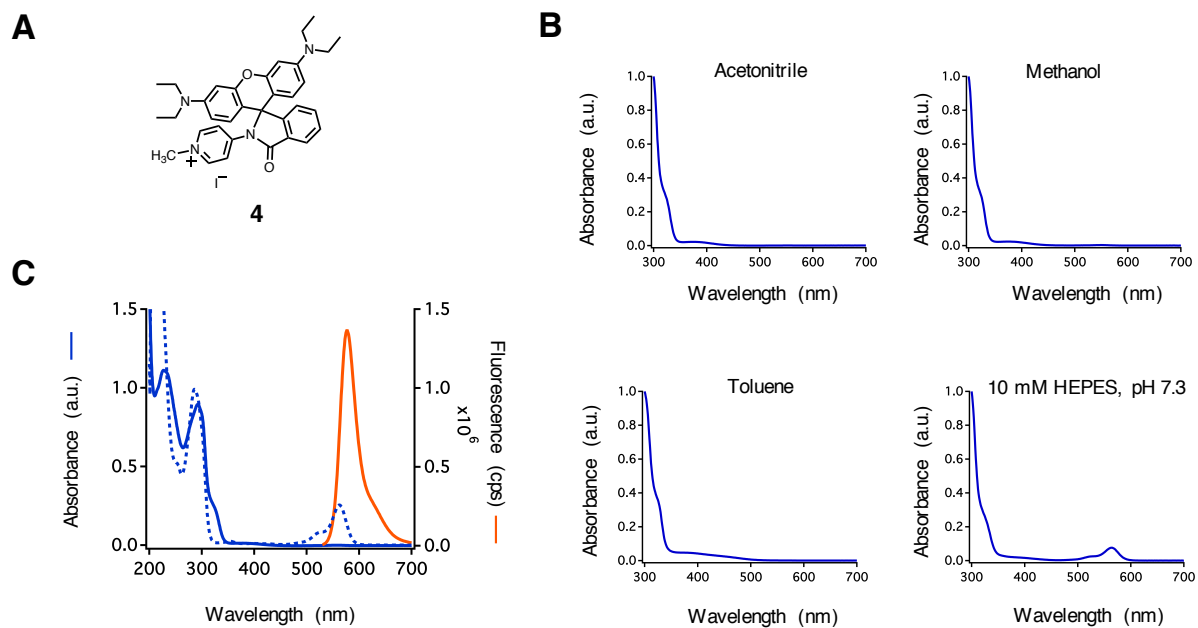 A
N
O
N
N
N
H₃C
+
O
I⁻
4
B
Acetonitrile
Absorbance (a.u.)
1.0
0.8
0.6
0.4
0.2
0.0
300 400 500 600 700
Wavelength (nm)
Methanol
Absorbance (a.u.)
1.0
0.8
0.6
0.4
0.2
0.0
300 400 500 600 700
Wavelength (nm)
Toluene
Absorbance (a.u.)
1.0
0.8
0.6
0.4
0.2
0.0
300 400 500 600 700
Wavelength (nm)
10 mM HEPES, pH 7.3
Absorbance (a.u.)
1.0
0.8
0.6
0.4
0.2
0.0
300 400 500 600 700
Wavelength (nm)
C
Absorbance (a.u.)
1.5
1.0
0.5
0.0
200 300 400 500 600 700
Wavelength (nm)
1.5
1.0
0.5
0.0
x10⁶
Fluorescence (cps)